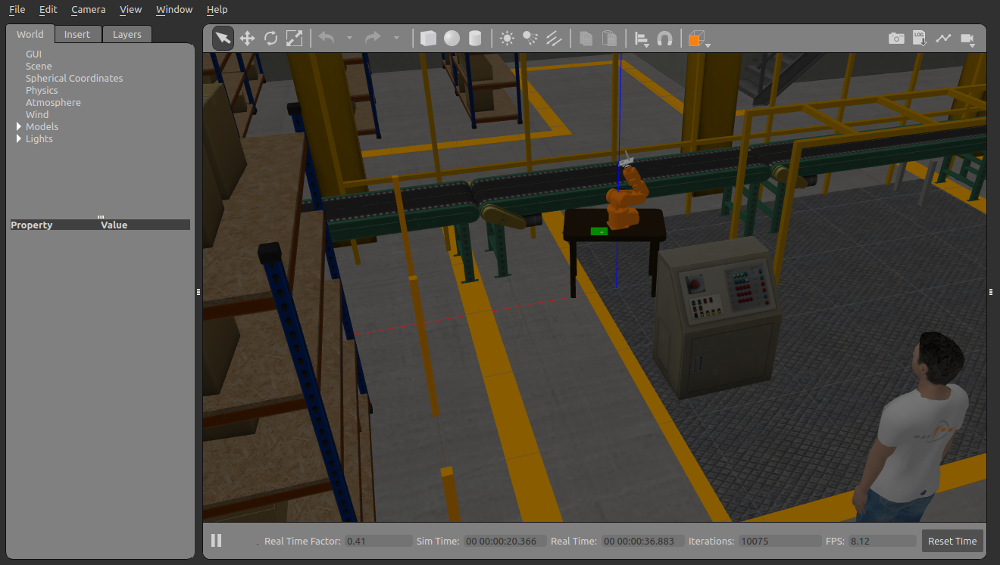 File Edit Camera View Window Help
World Insert Layers
LOG
GUI
Scene
Spherical Coordinates
Physics
Atmosphere
Wind
Models
Lights
Property Value
Real Time Factor: 0.41 Sim Time: 00 00:00:20.366 Real Time: 00 00:00:36.883 Iterations: 10075 FPS: 8.12 Reset Time